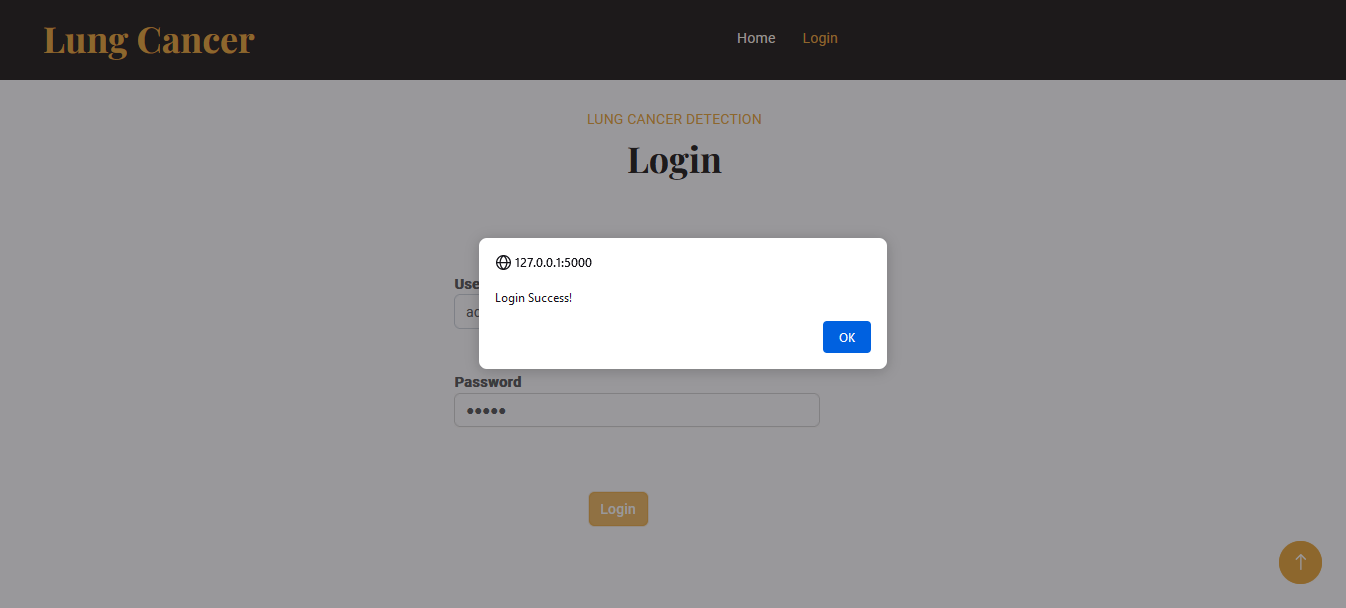 Lung Cancer
Home Login
LUNG CANCER DETECTION
Login
127.0.0.1:5000
Login Success!
OK
Password
•••••
Login